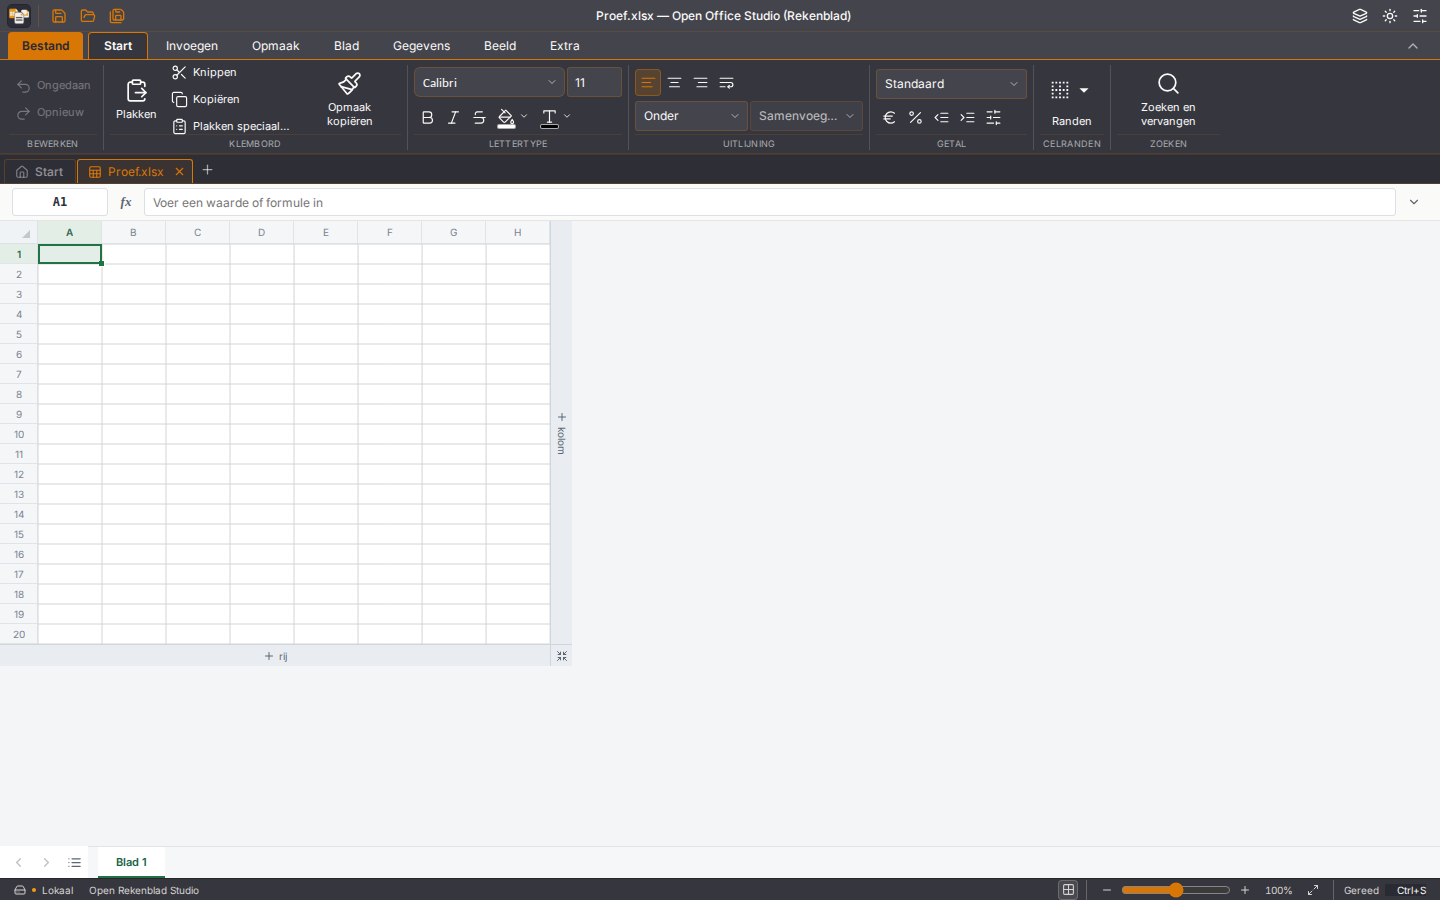 Proef.xlsx — Open Office Studio (Rekenblad)
Bestand Start Invoegen Opmaak Blad Gegevens Beeld Extra
Ongedaan
Opnieuw
BEWERKEN
Plakken
Knippen
Kopiëren
Plakken speciaal...
Opmaak
kopiëren
KLEMBORD
Calibri 11
LETTERTYPE
Onder Samenvoeg...
UITLIJNING
Standaard
GETAL
Randen
CELRANDEN
Zoeken en
vervangen
ZOEKEN
Start Proef.xlsx
A1 fx Voer een waarde of formule in
A B C D E F G H
1
2
3
4
5
6
7
8
9
10
11
12
13
14
15
16
17
18
19
20
+ kolom
+ rij
Blad 1
Lokaal Open Rekenblad Studio 100% Gereed Ctrl+S